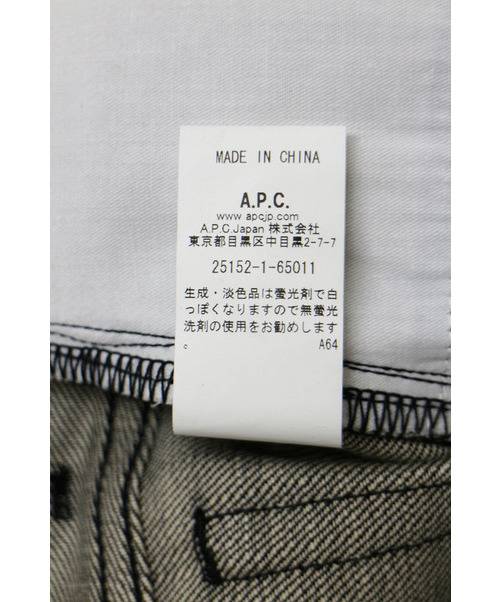 MADE IN CHINA
A.P.C.
www.apcjp.com
A.P.C.Japan 株式会社
東京都目黒区中目黒2-7-7
25152-1-65011
生成・淡色品は螢光剤で白
っぽくなりますので無螢光
洗剤の使用をお勧めします
。 A64